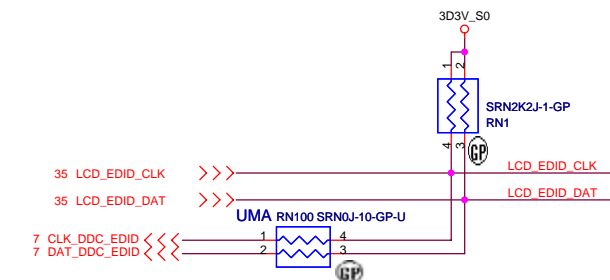 3D3V_S0
1 2
SRN2K2J-1-GP
RN1
4 3
GP
35 LCD_EDID_CLK
LCD_EDID_CLK
35 LCD_EDID_DAT
LCD_EDID_DAT
UMA RN100 SRN0J-10-GP-U
7 CLK_DDC_EDID 1 4
7 DAT_DDC_EDID 2 3
GP